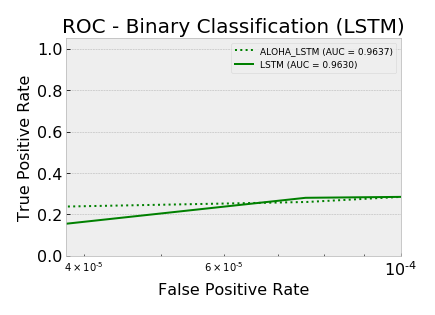 ROC - Binary Classification (LSTM)
ALOHA_LSTM (AUC = 0.9637)
LSTM (AUC = 0.9630)
True Positive Rate
1.0
0.8
0.6
0.4
0.2
0.0
4 × 10⁻⁵
6 × 10⁻⁵
10⁻⁴
False Positive Rate